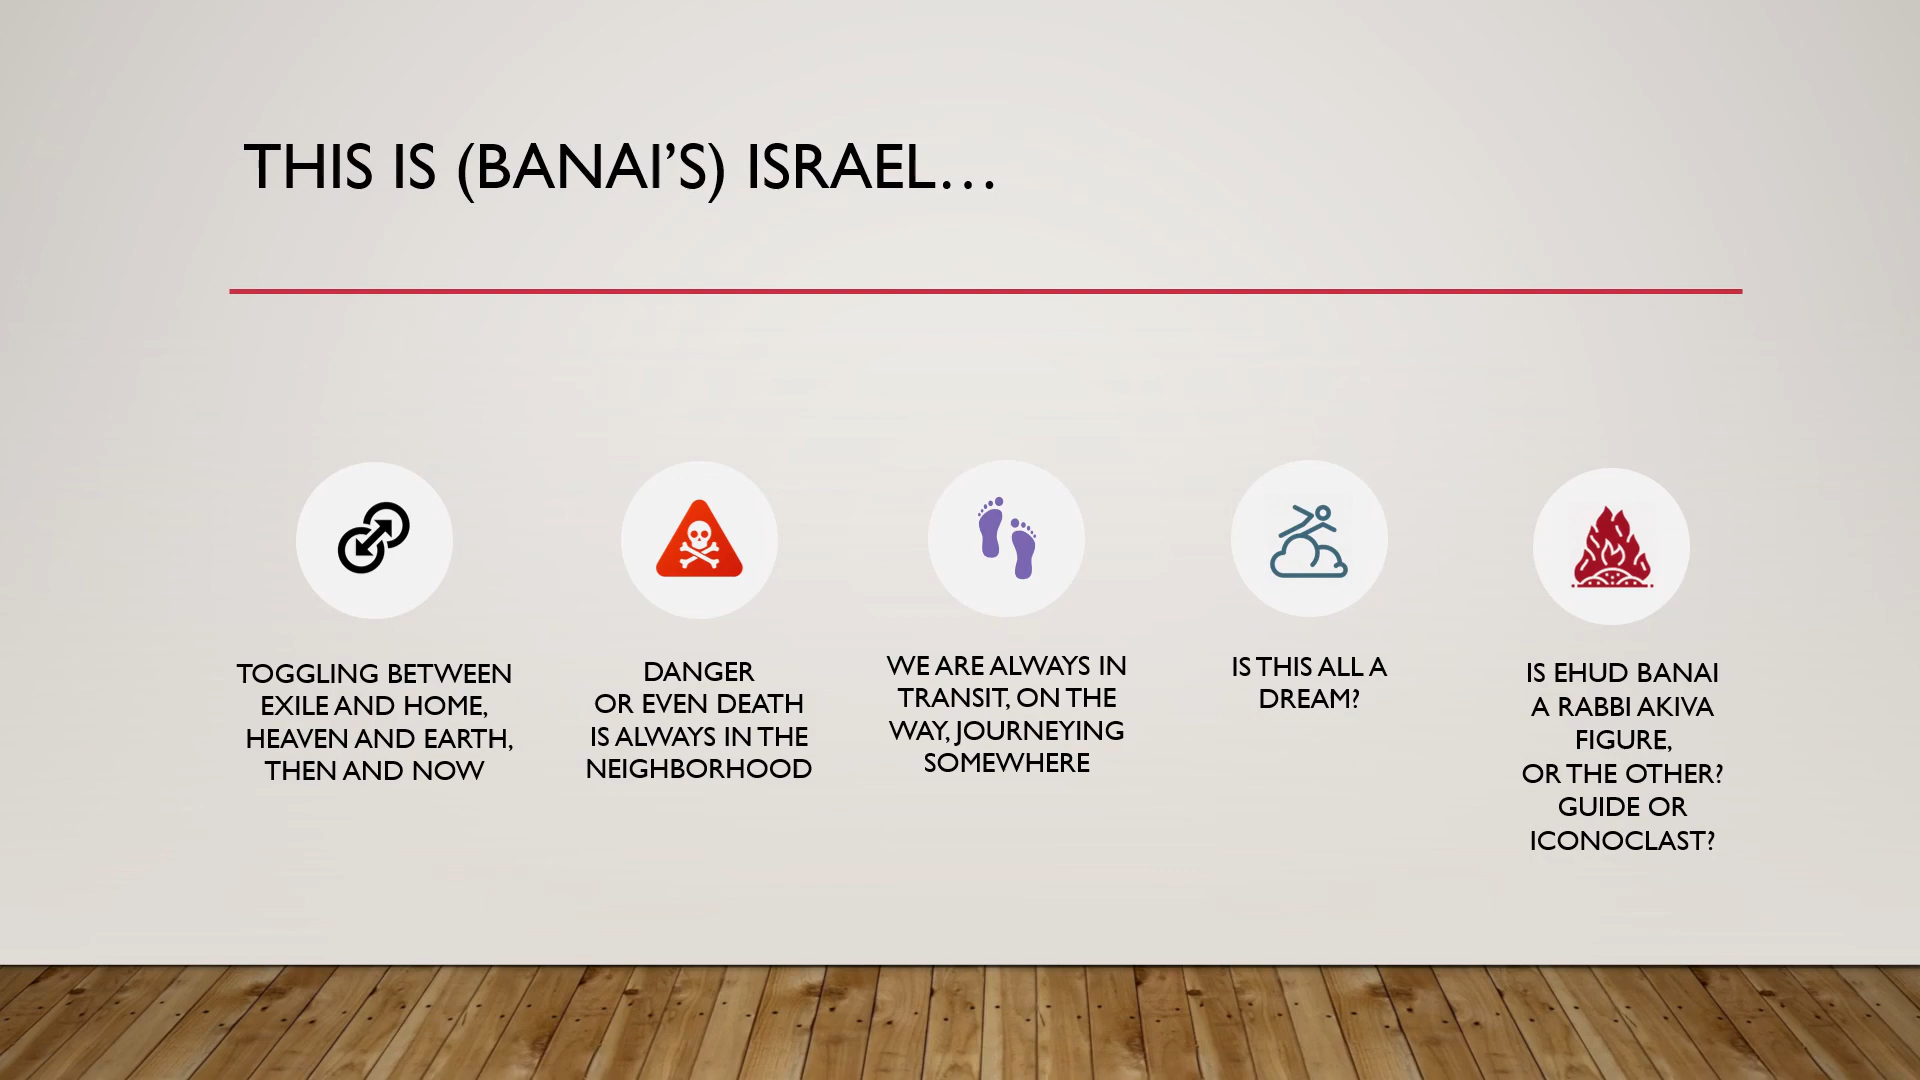 THIS IS (BANAI’S) ISRAEL…
TOGGLING BETWEEN
EXILE AND HOME,
HEAVEN AND EARTH,
THEN AND NOW
DANGER
OR EVEN DEATH
IS ALWAYS IN THE
NEIGHBORHOOD
WE ARE ALWAYS IN
TRANSIT, ON THE
WAY, JOURNEYING
SOMEWHERE
IS THIS ALL A
DREAM?
IS EHUD BANAI
A RABBI AKIVA
FIGURE,
OR THE OTHER?
GUIDE OR
ICONOCLAST?